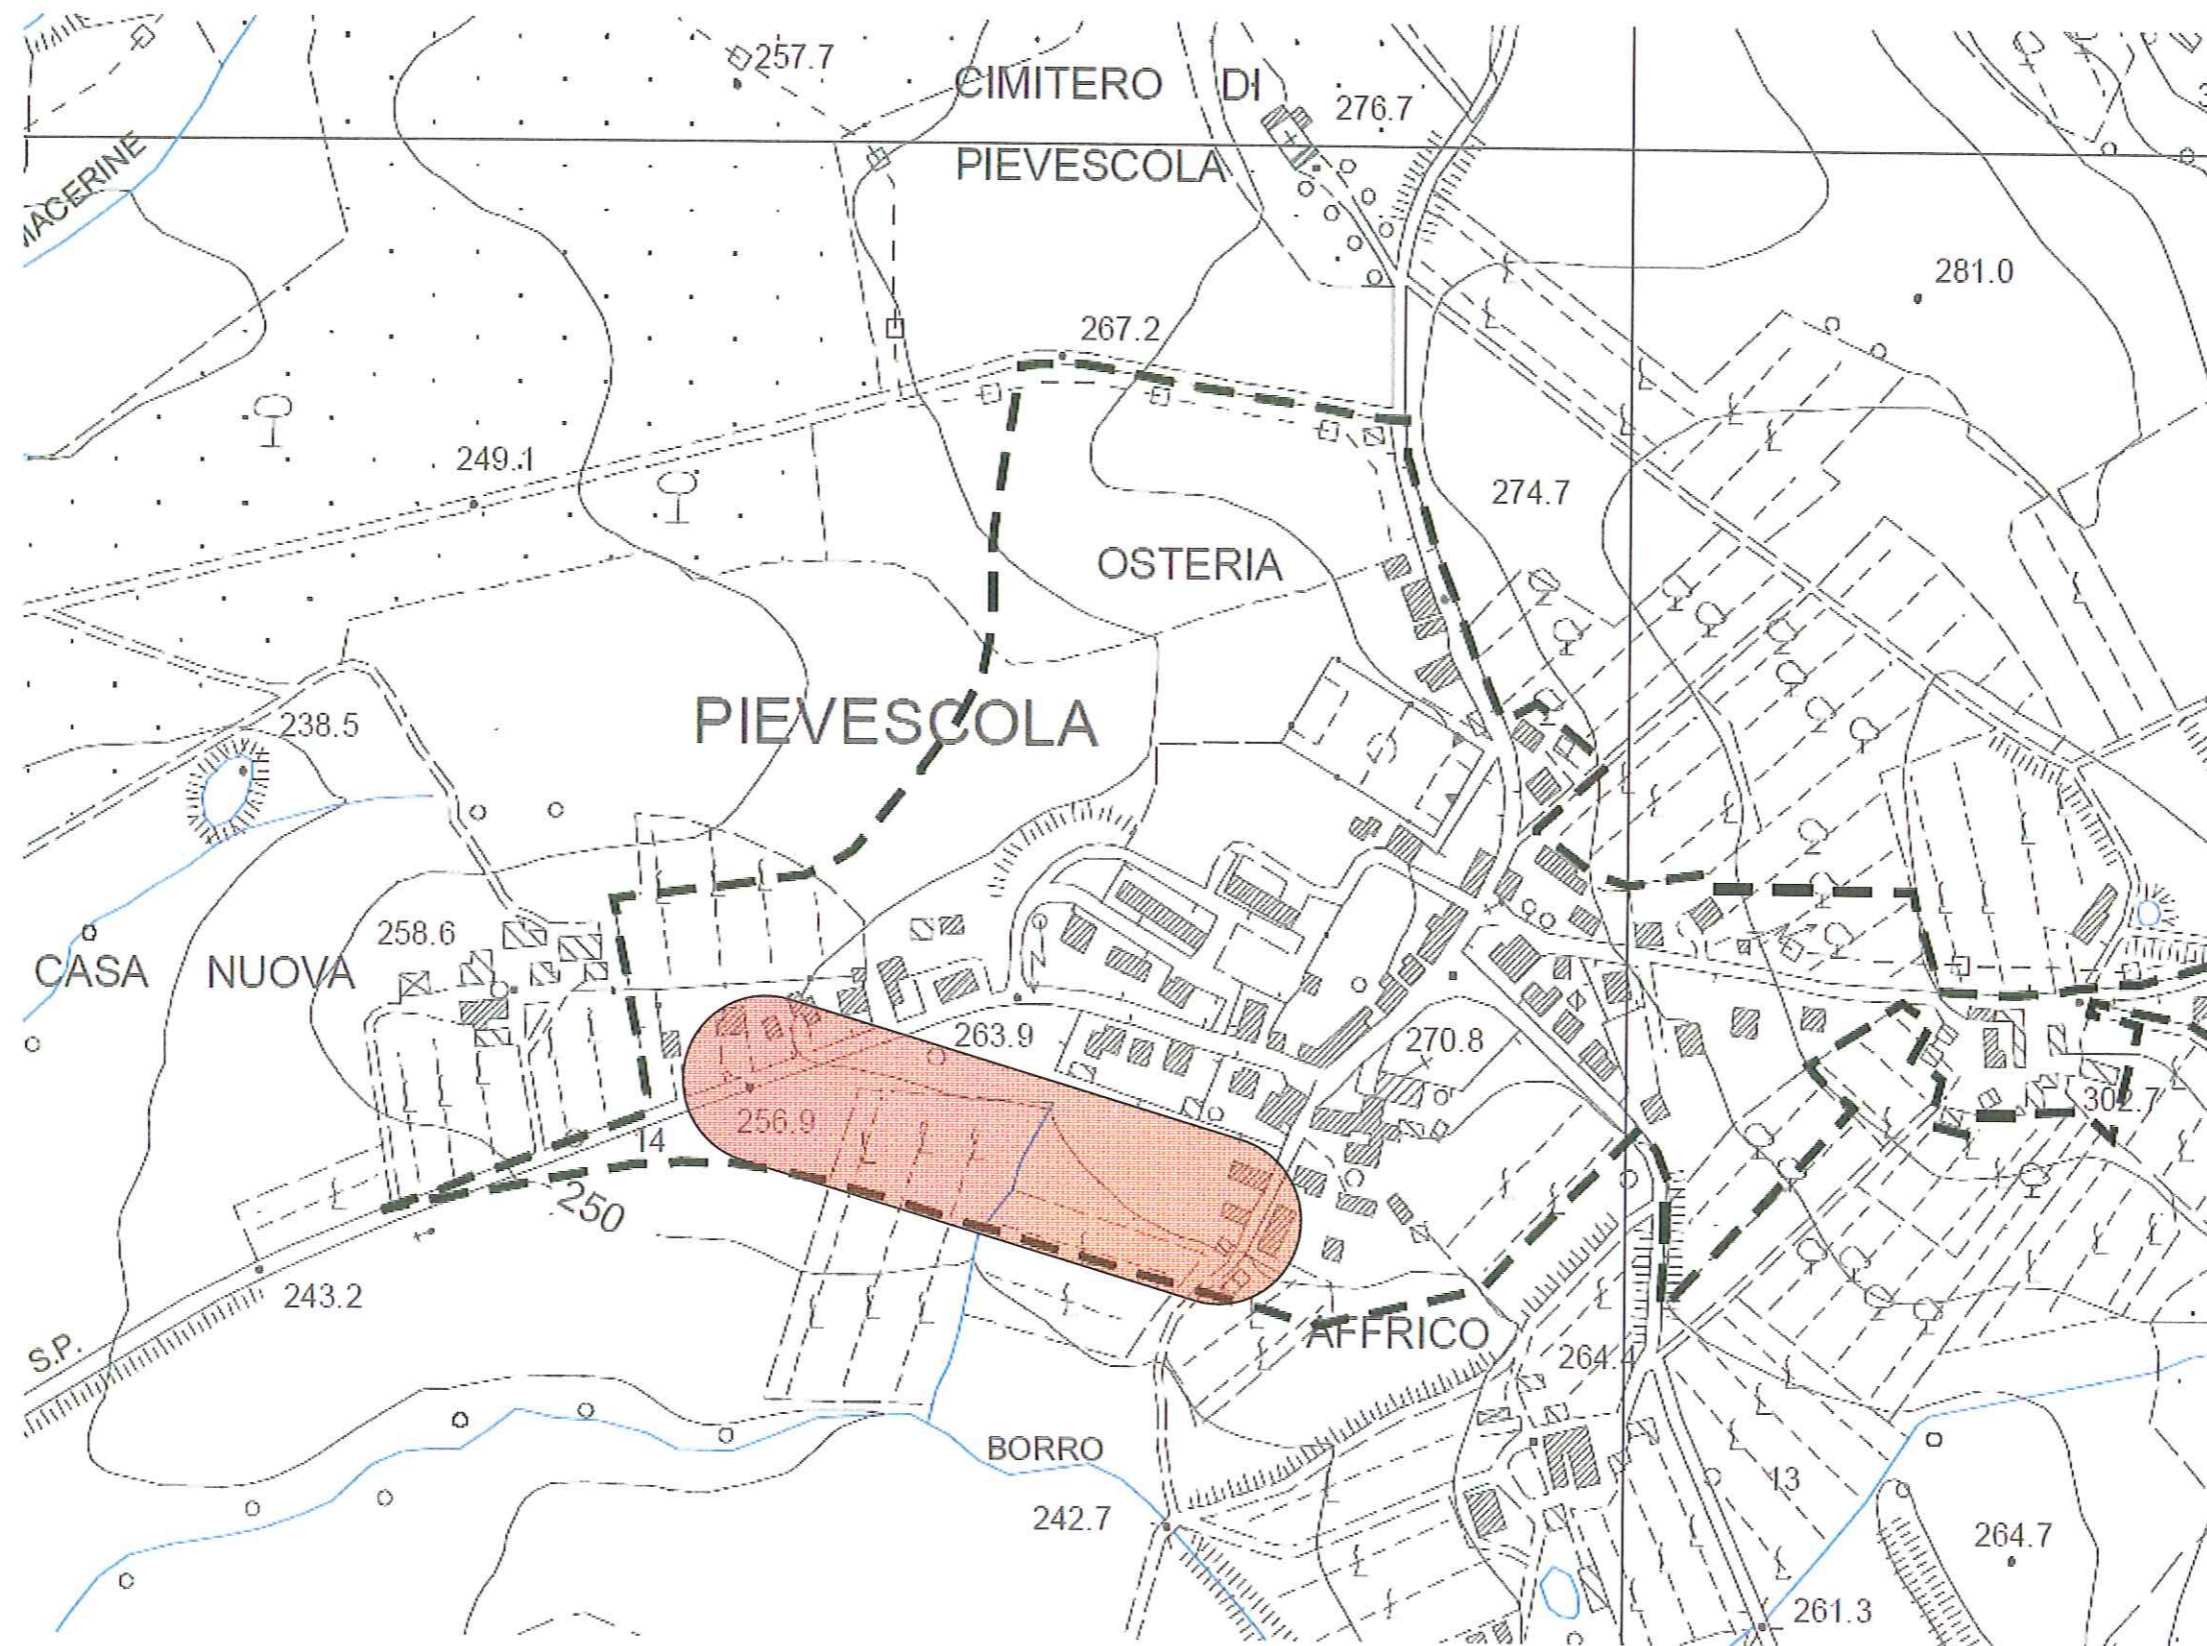 257.7
CIMITERO DI
276.7
PIEVESCOLA
MACERINE
281.0
267.2
249.1
274.7
OSTERIA
PIEVESCOLA
238.5
258.6
CASA NUOVA
263.9
270.8
256.9
302.7
14
250
243.2
AFFRICO
S.P.
264.4
BORRO
13
242.7
264.7
261.3